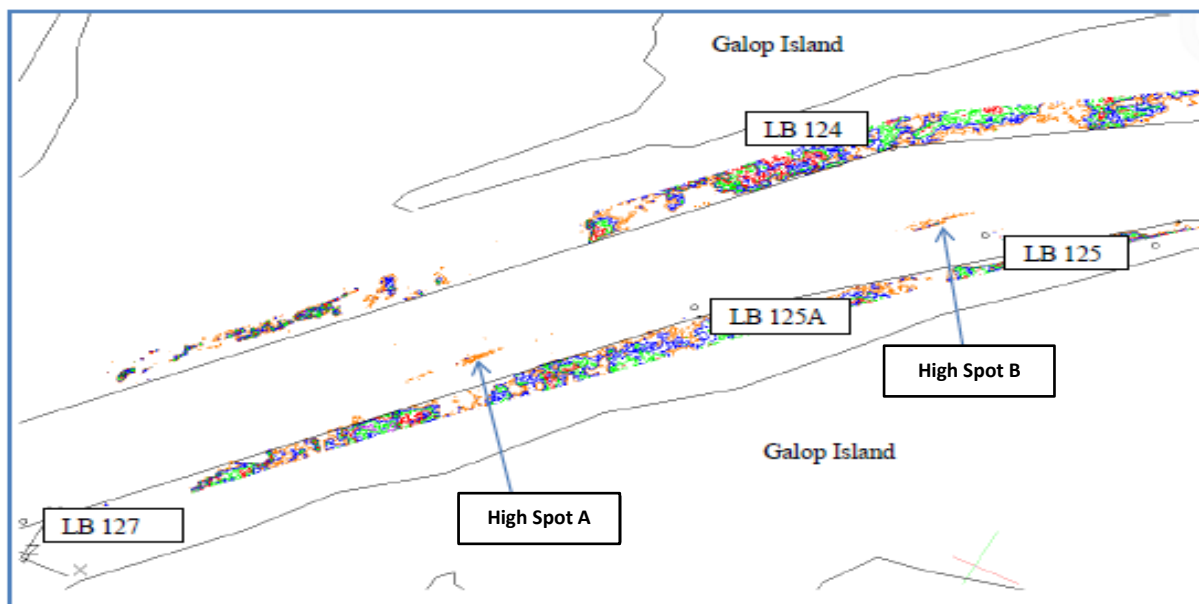 Galop Island
LB 124
LB 125
LB 125A
High Spot B
Galop Island
High Spot A
LB 127